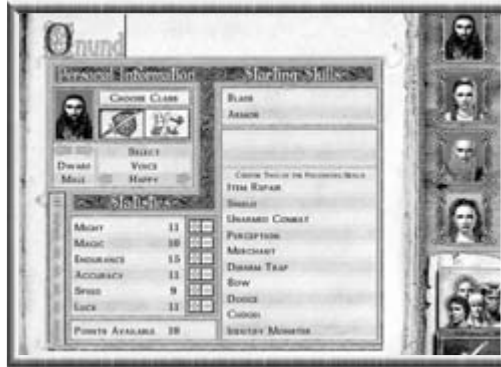 Onund
Personal Information
Choose Class
Select
Dwarf
Voice
Male
Happy
Statistics
Might 11
Magic 10
Endurance 15
Accuracy 11
Speed 9
Luck 11
Points Available 10
Starting Skills
Blade
Armor
Choose Two of the Following Skills
Item Repair
Shield
Unarmed Combat
Perception
Merchant
Disarm Trap
Bow
Dodge
Cudgel
Identify Monster